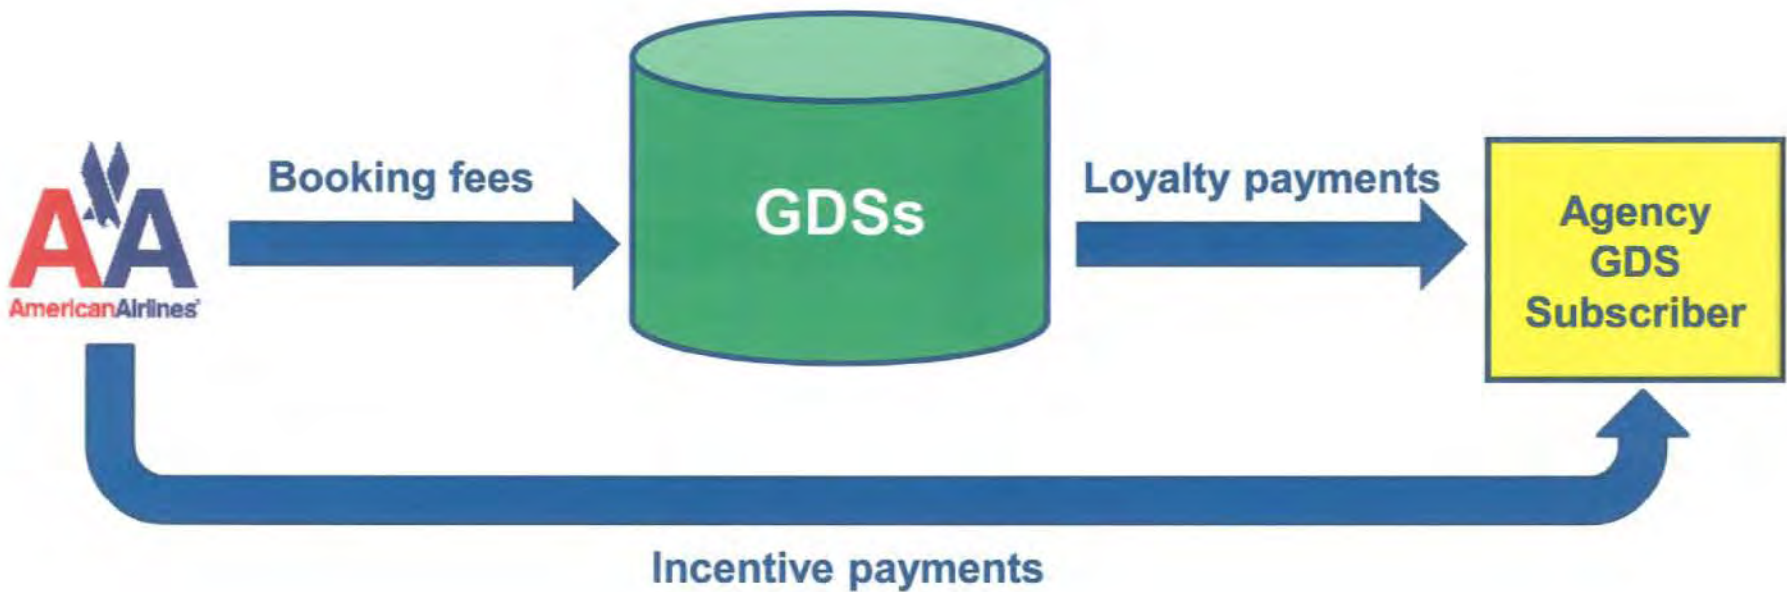 Booking fees
GDSs
Loyalty payments
Agency
GDS
Subscriber
AA
AmericanAirlines®
Incentive payments